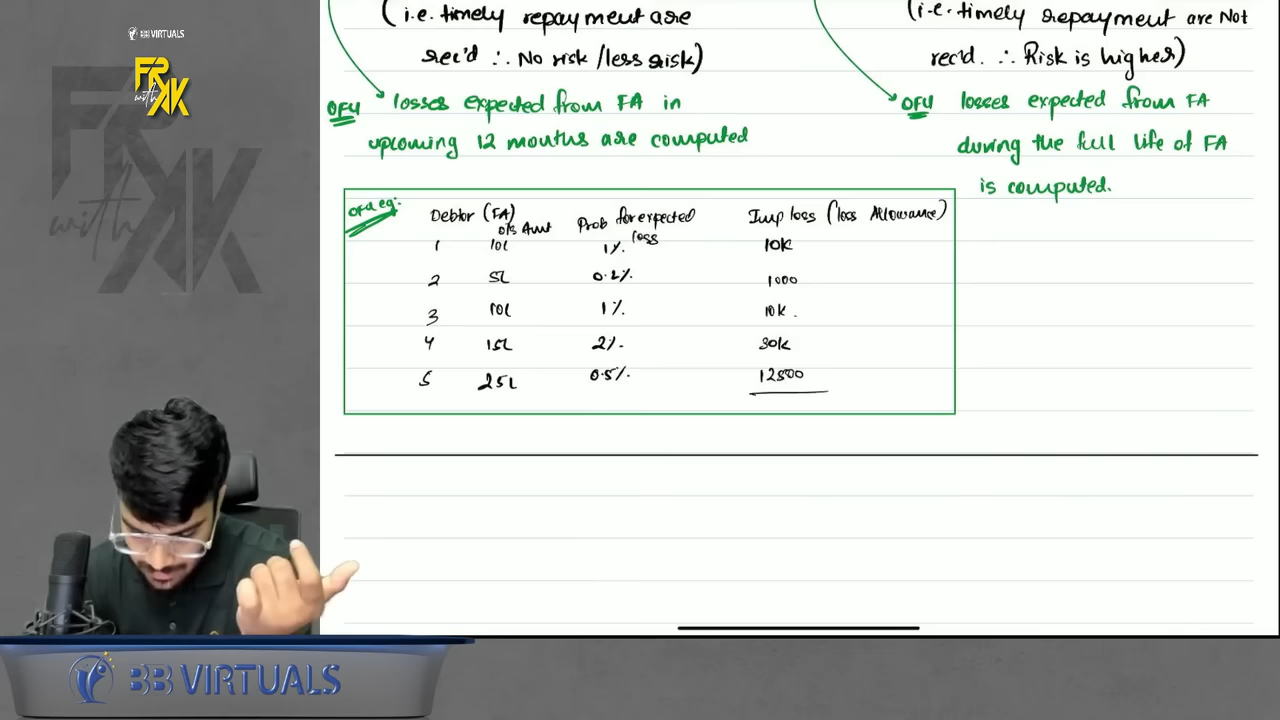 BB VIRTUALS
FR
with AK
(i.e. timely repayment are
rec'd ∴ No risk /less risk)
OFU losses expected from FA in
upcoming 12 months are computed
(i.e. timely repayment are Not
rec'd. ∴ Risk is higher)
OFU losses expected from FA
during the full life of FA
is computed.
OFU eg:
Debtor (FA) o/s Amt Prob for expected loss Imp loss (loss Allowance)
1 10L 1% 10K
2 5L 0.2% 1000
3 10L 1% 10K.
4 15L 2% 30K
5 25L 0.5% 12500
BB VIRTUALS